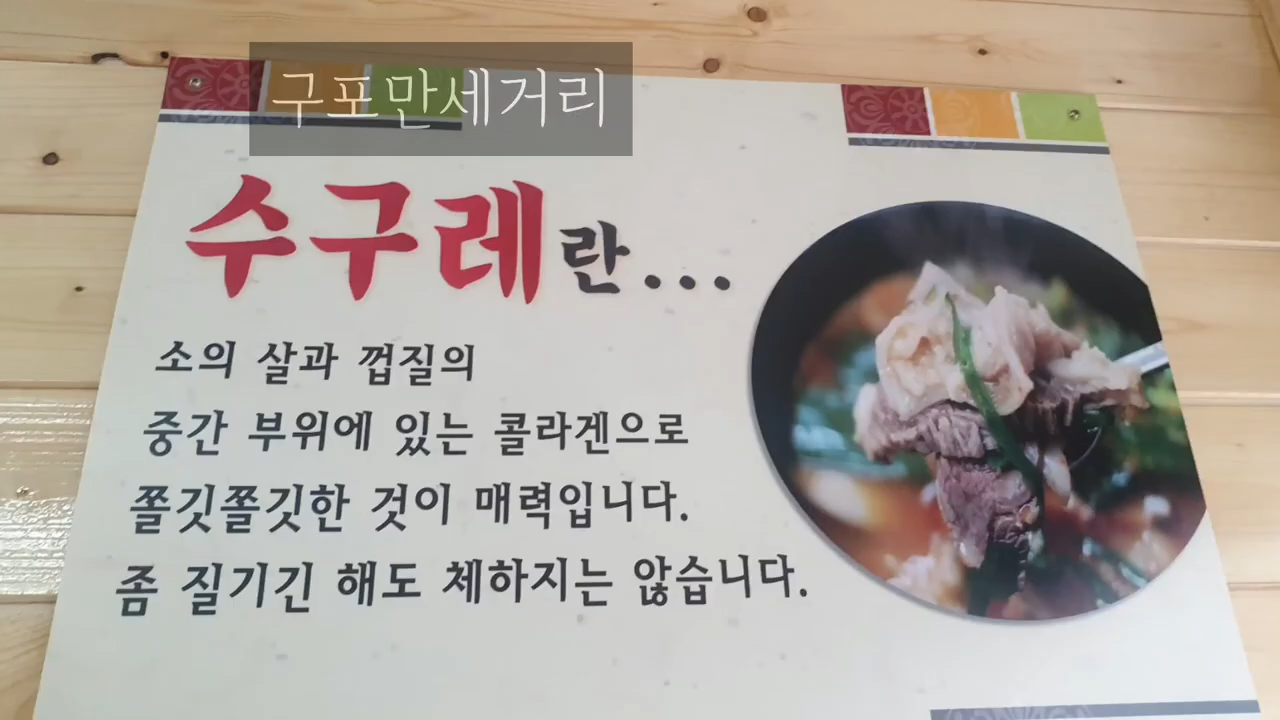 구포만세거리
수구레란...
소의 살과 껍질의
중간 부위에 있는 콜라겐으로
쫄깃쫄깃한 것이 매력입니다.
좀 질기긴 해도 체하지는 않습니다.